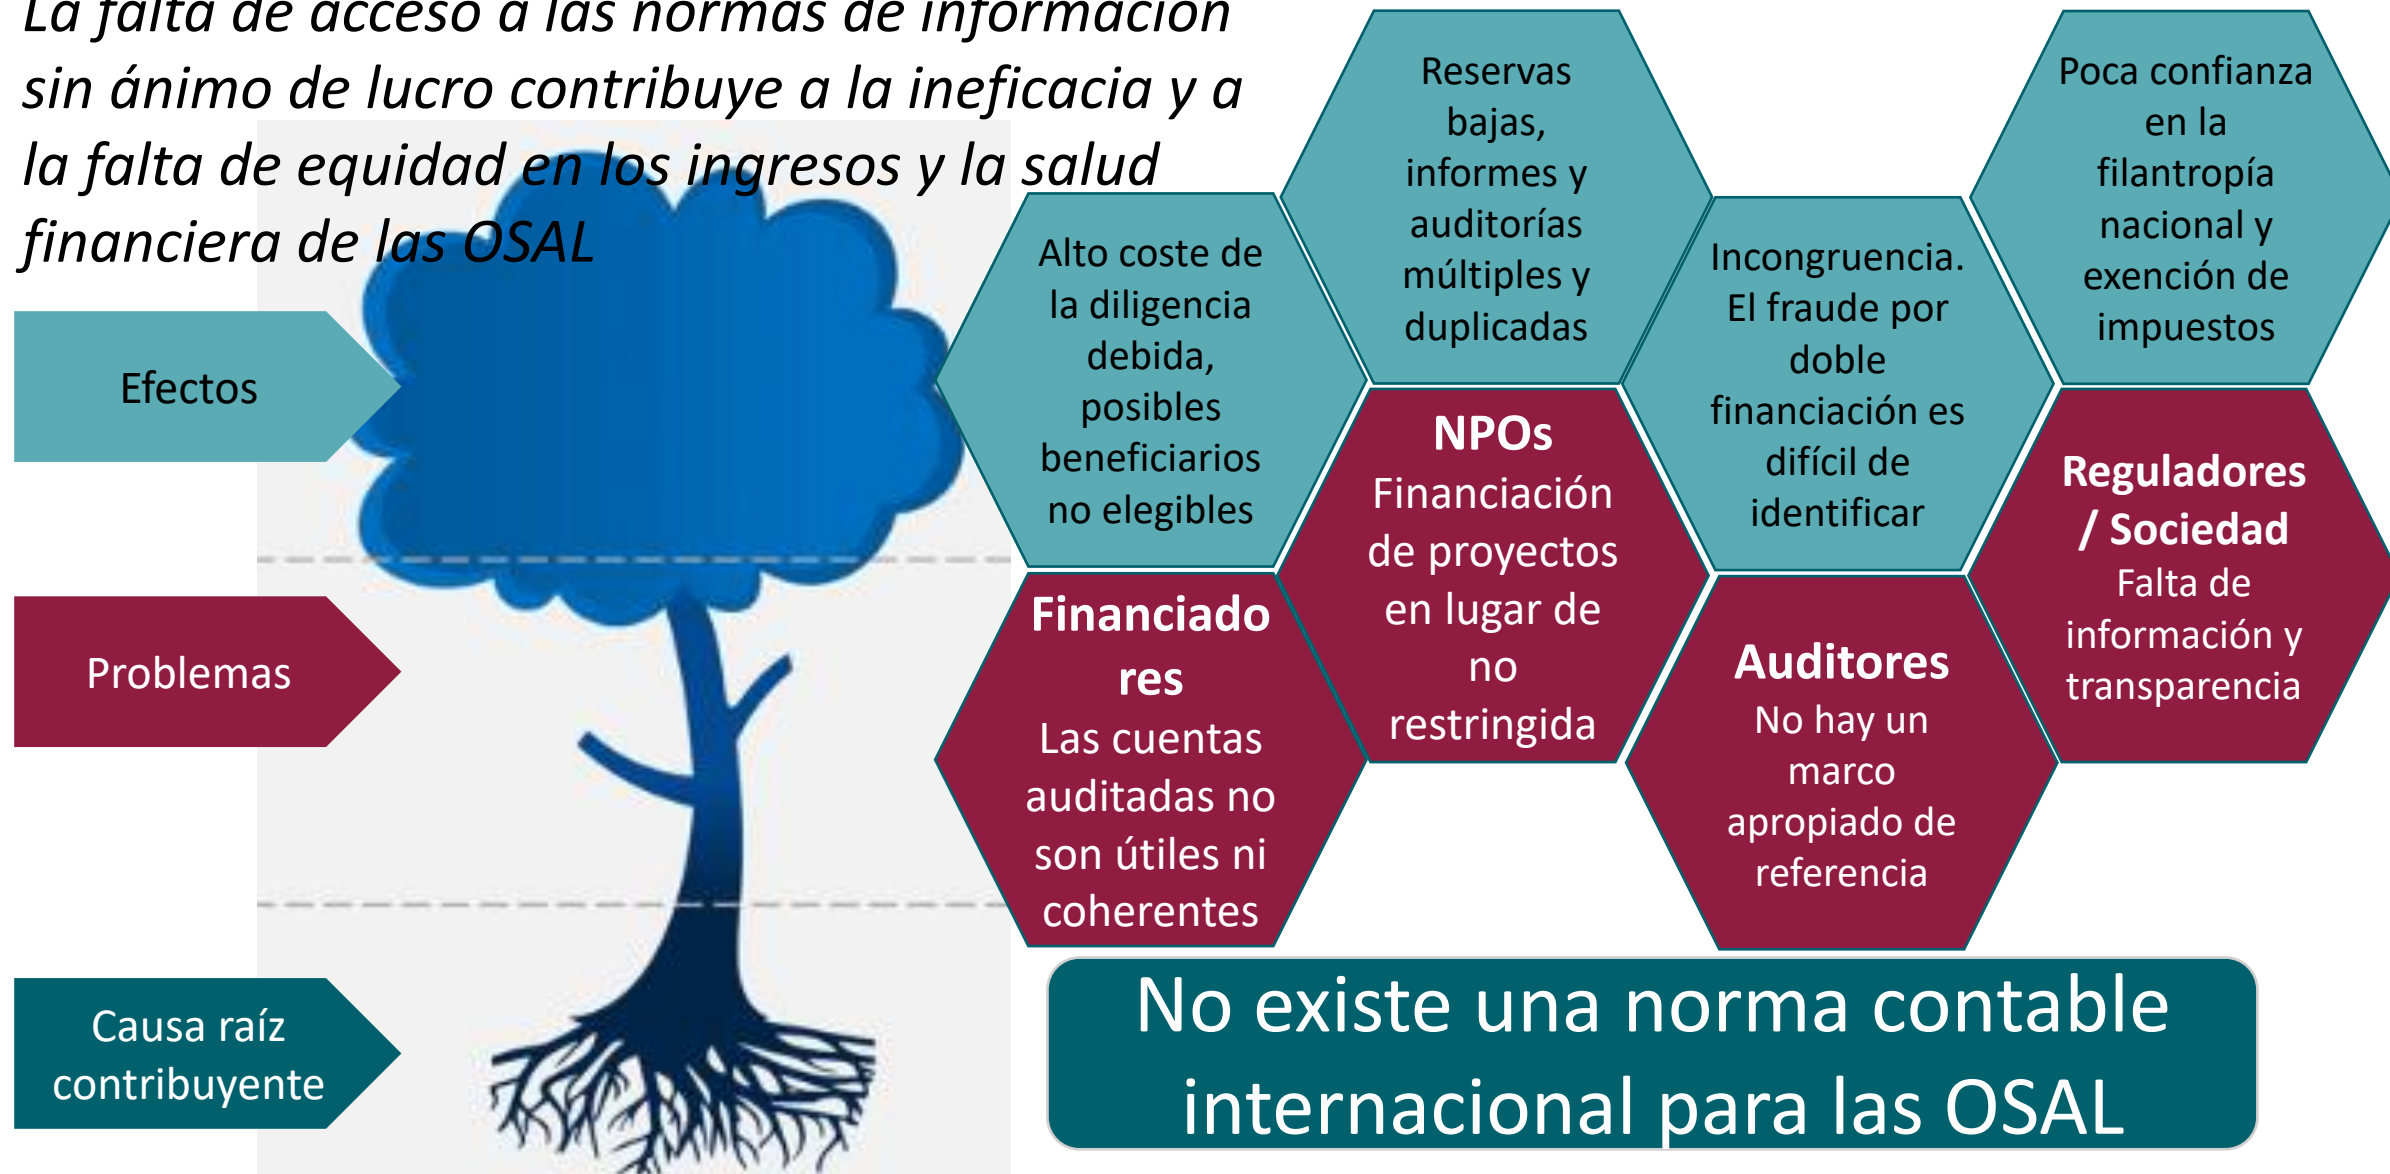 La falta de acceso a las normas de información
sin ánimo de lucro contribuye a la ineficacia y a
la falta de equidad en los ingresos y la salud
financiera de las OSAL
Efectos
Alto coste de
la diligencia
debida,
posibles
beneficiarios
no elegibles
Reservas
bajas,
informes y
auditorías
múltiples y
duplicadas
Incongruencia.
El fraude por
doble
financiación es
difícil de
identificar
Poca confianza
en la
filantropía
nacional y
exención de
impuestos
Problemas
Financiado
res
Las cuentas
auditadas no
son útiles ni
coherentes
NPOs
Financiación
de proyectos
en lugar de
no
restringida
Auditores
No hay un
marco
apropiado de
referencia
Reguladores
/ Sociedad
Falta de
información y
transparencia
Causa raíz
contribuyente
No existe una norma contable
internacional para las OSAL